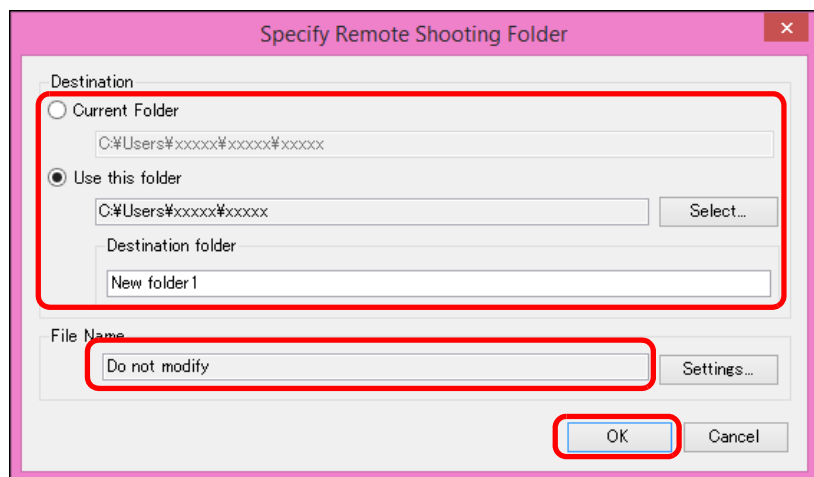 Specify Remote Shooting Folder
Destination
Current Folder
C:¥Users¥xxxxx¥xxxxx¥xxxxx
Use this folder
C:¥Users¥xxxxx¥xxxxx
Select...
Destination folder
New folder1
File Name
Do not modify
Settings...
OK
Cancel